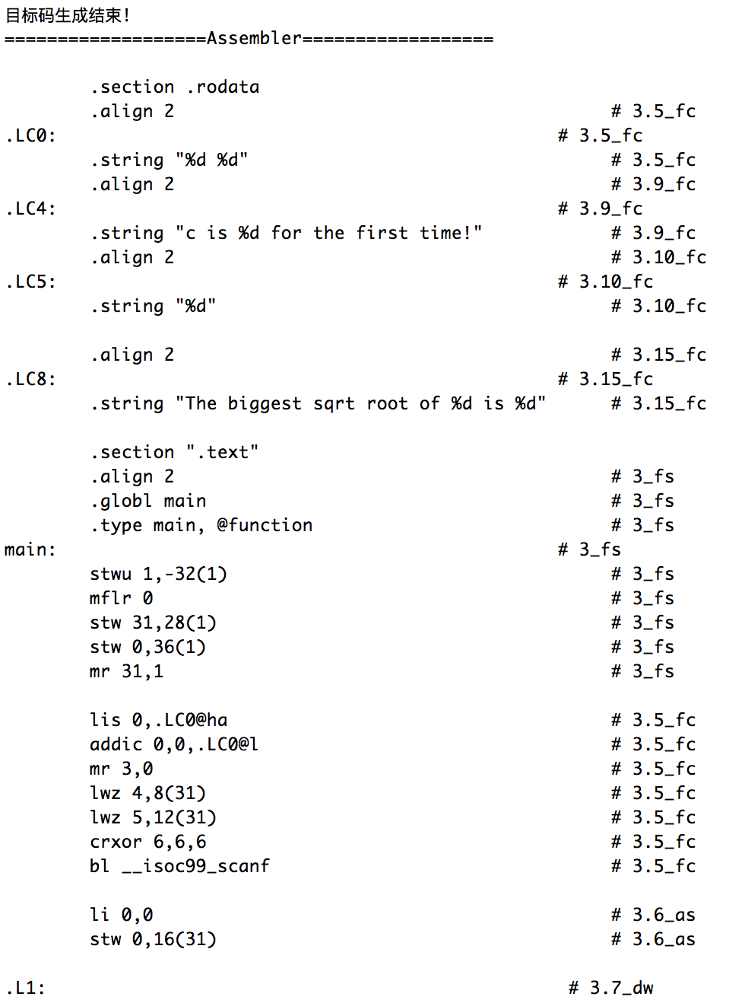 目标码生成结束！
===================Assembler==================
.section .rodata
.align 2 # 3.5_fc
.LC0: # 3.5_fc
.string "%d %d" # 3.5_fc
.align 2 # 3.9_fc
.LC4: # 3.9_fc
.string "c is %d for the first time!" # 3.9_fc
.align 2 # 3.10_fc
.LC5: # 3.10_fc
.string "%d" # 3.10_fc
.align 2 # 3.15_fc
.LC8: # 3.15_fc
.string "The biggest sqrt root of %d is %d" # 3.15_fc
.section ".text"
.align 2 # 3_fs
.globl main # 3_fs
.type main, @function # 3_fs
main: # 3_fs
stwu 1,-32(1) # 3_fs
mflr 0 # 3_fs
stw 31,28(1) # 3_fs
stw 0,36(1) # 3_fs
mr 31,1 # 3_fs
lis 0,.LC0@ha # 3.5_fc
addic 0,0,.LC0@l # 3.5_fc
mr 3,0 # 3.5_fc
lwz 4,8(31) # 3.5_fc
lwz 5,12(31) # 3.5_fc
crxor 6,6,6 # 3.5_fc
bl __isoc99_scanf # 3.5_fc
li 0,0 # 3.6_as
stw 0,16(31) # 3.6_as
.L1: # 3.7_dw